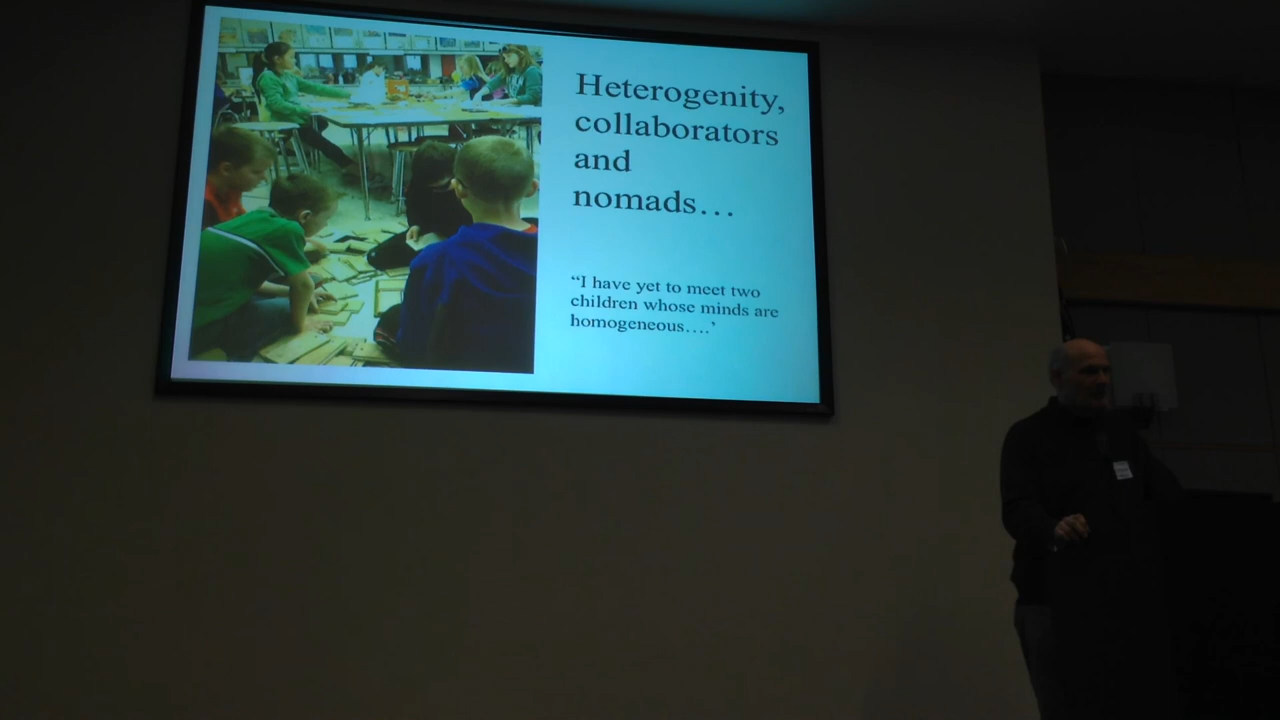 Heterogenity,
collaborators
and
nomads…
“I have yet to meet two
children whose minds are
homogeneous….’